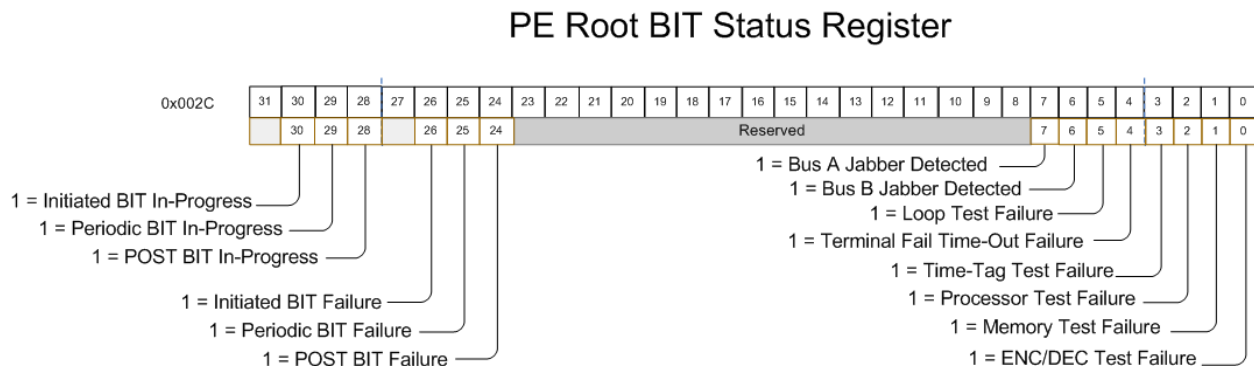 PE Root BIT Status Register
0x002C 31 30 29 28 27 26 25 24 23 22 21 20 19 18 17 16 15 14 13 12 11 10 9 8 7 6 5 4 3 2 1 0
30 29 28 26 25 24 Reserved 7 6 5 4 3 2 1 0
1 = Bus A Jabber Detected
1 = Bus B Jabber Detected
1 = Initiated BIT In-Progress
1 = Loop Test Failure
1 = Periodic BIT In-Progress
1 = Terminal Fail Time-Out Failure
1 = POST BIT In-Progress
1 = Time-Tag Test Failure
1 = Initiated BIT Failure
1 = Processor Test Failure
1 = Periodic BIT Failure
1 = Memory Test Failure
1 = POST BIT Failure
1 = ENC/DEC Test Failure